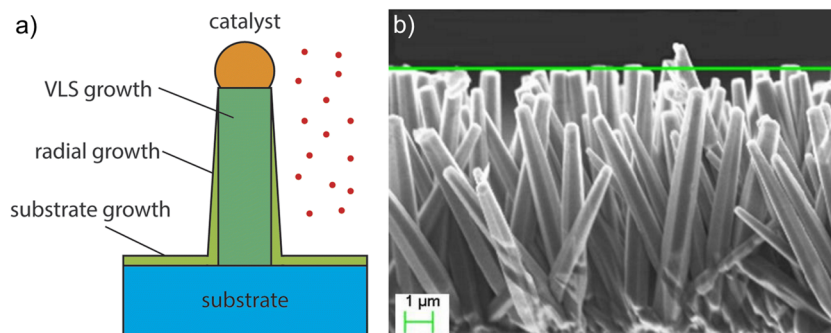 a)
catalyst
VLS growth
radial growth
substrate growth
substrate
b)
1 µm